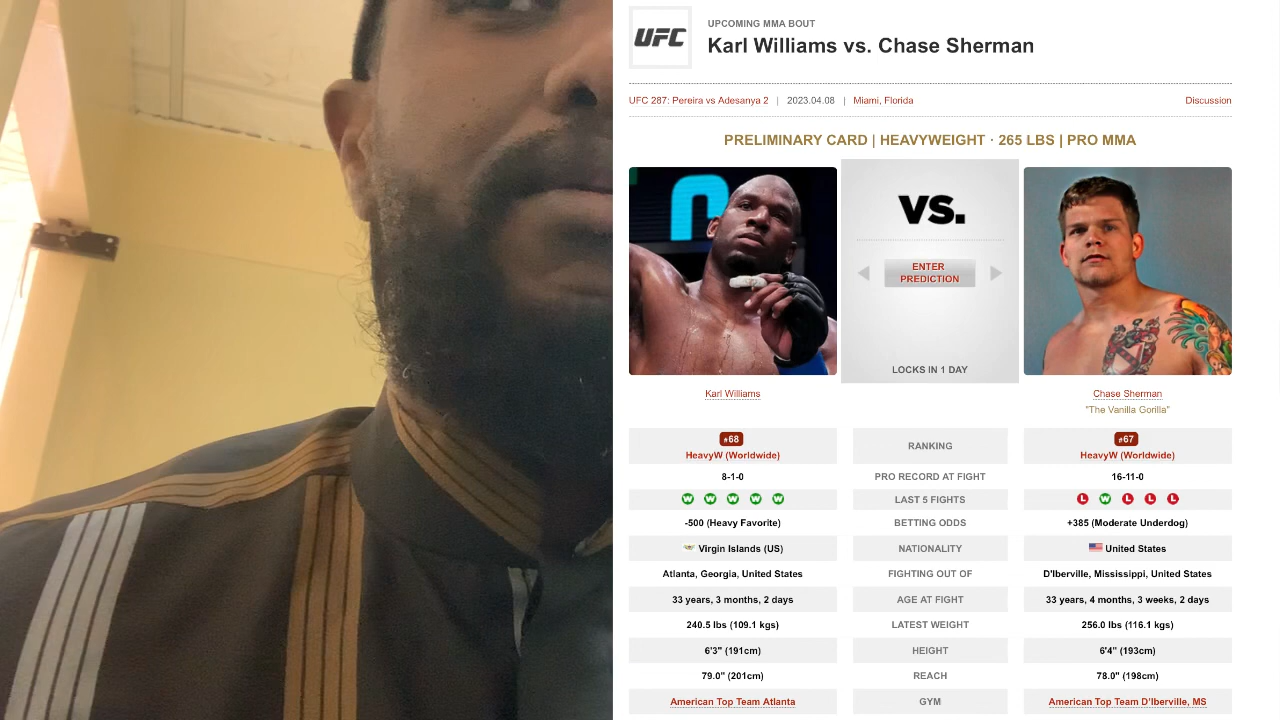 UFC
UPCOMING MMA BOUT
Karl Williams vs. Chase Sherman
UFC 287: Pereira vs Adesanya 2 | 2023.04.08 | Miami, Florida Discussion
PRELIMINARY CARD | HEAVYWEIGHT · 265 LBS | PRO MMA
VS.
ENTER
PREDICTION
LOCKS IN 1 DAY
Karl Williams Chase Sherman
"The Vanilla Gorilla"
#68 RANKING #67
HeavyW (Worldwide) HeavyW (Worldwide)
8-1-0 PRO RECORD AT FIGHT 16-11-0
W W W W W LAST 5 FIGHTS L W L L L
-500 (Heavy Favorite) BETTING ODDS +385 (Moderate Underdog)
Virgin Islands (US) NATIONALITY United States
Atlanta, Georgia, United States FIGHTING OUT OF D'Iberville, Mississippi, United States
33 years, 3 months, 2 days AGE AT FIGHT 33 years, 4 months, 3 weeks, 2 days
240.5 lbs (109.1 kgs) LATEST WEIGHT 256.0 lbs (116.1 kgs)
6'3" (191cm) HEIGHT 6'4" (193cm)
79.0" (201cm) REACH 78.0" (198cm)
American Top Team Atlanta GYM American Top Team D'Iberville, MS